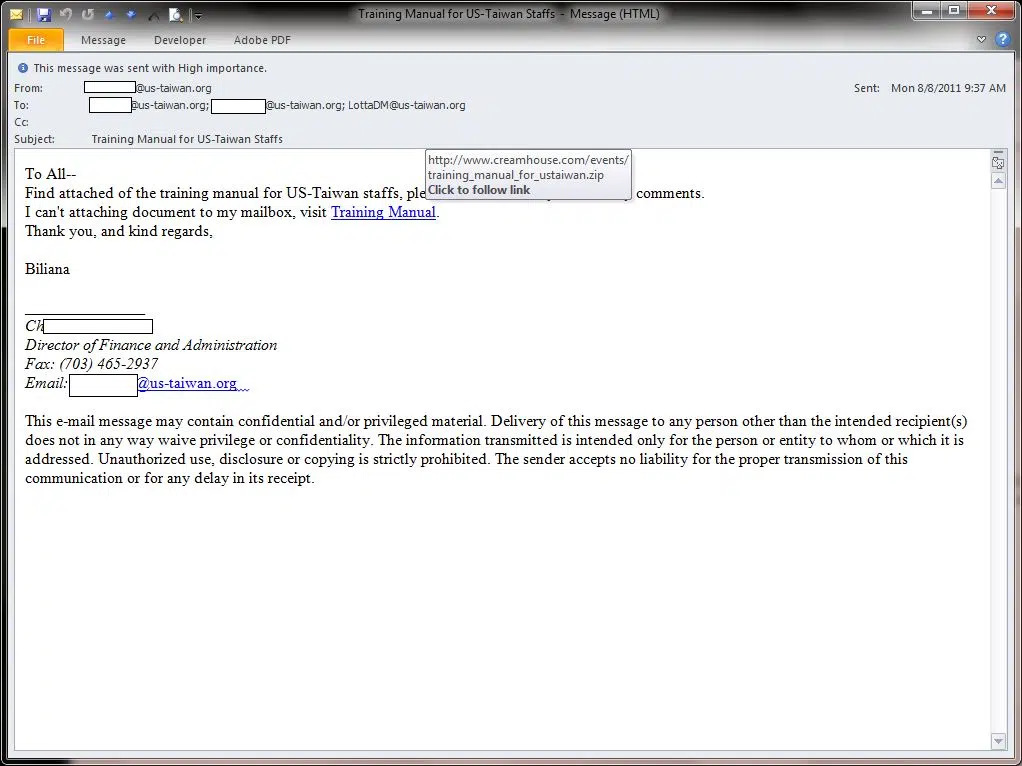 Training Manual for US-Taiwan Staffs - Message (HTML)
File Message Developer Adobe PDF
This message was sent with High importance.
From: @us-taiwan.org Sent: Mon 8/8/2011 9:37 AM
To: @us-taiwan.org; @us-taiwan.org; LottaDM@us-taiwan.org
Cc:
Subject: Training Manual for US-Taiwan Staffs
http://www.creamhouse.com/events/
training_manual_for_ustaiwan.zip
Click to follow link
To All--
Find attached of the training manual for US-Taiwan staffs, comments.
I can't attaching document to my mailbox, visit Training Manual.
Thank you, and kind regards,
Biliana
Ch
Director of Finance and Administration
Fax: (703) 465-2937
Email: @us-taiwan.org
This e-mail message may contain confidential and/or privileged material. Delivery of this message to any person other than the intended recipient(s)
does not in any way waive privilege or confidentiality. The information transmitted is intended only for the person or entity to whom or which it is
addressed. Unauthorized use, disclosure or copying is strictly prohibited. The sender accepts no liability for the proper transmission of this
communication or for any delay in its receipt.